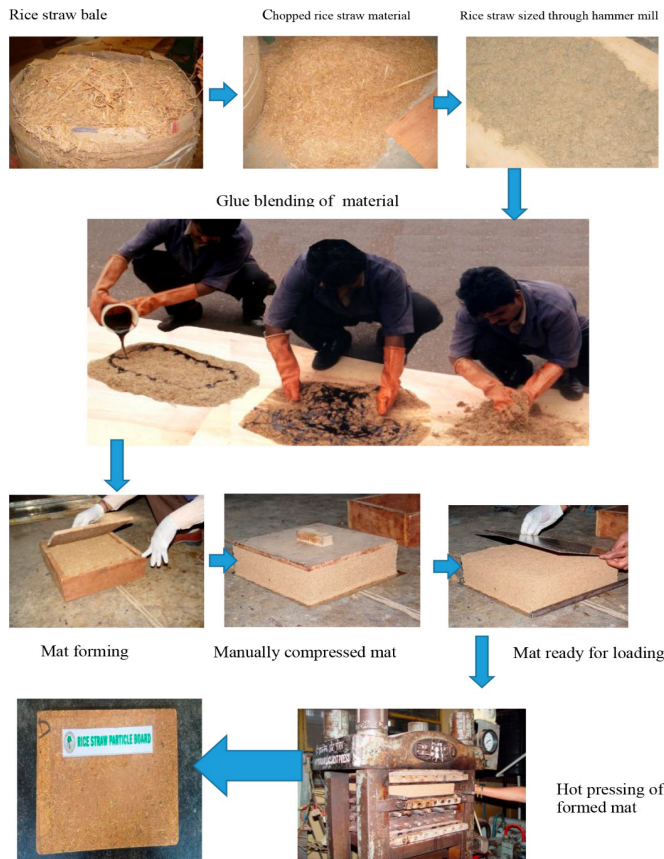 Rice straw bale
Chopped rice straw material
Rice straw sized through hammer mill
Glue blending of material
Mat forming
Manually compressed mat
Mat ready for loading
RICE STRAW PARTICLE BOARD
Hot pressing of
formed mat